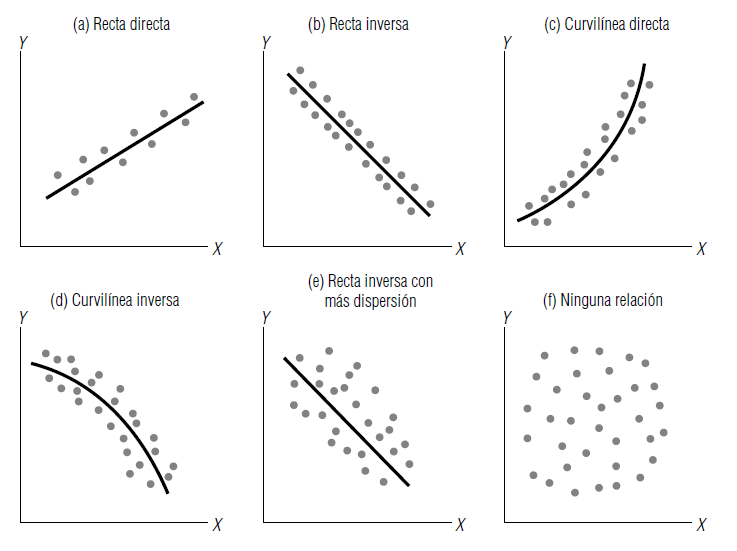 (a) Recta directa
(b) Recta inversa
(c) Curvilínea directa
Y
Y
Y
X
X
X
(d) Curvilínea inversa
(e) Recta inversa con
más dispersión
(f) Ninguna relación
Y
Y
Y
X
X
X